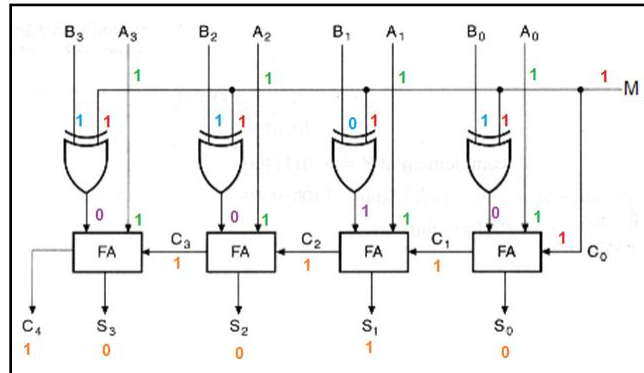 B3 A3 B2 A2 B1 A1 B0 A0
1 1 1 1 1 M
1 1 1 1 0 1 1 1
0 1 0 1 1 1 0 1
FA C3 FA C2 FA C1 FA 1 C0
1 1 1
C4 S3 S2 S1 S0
1 0 0 1 0